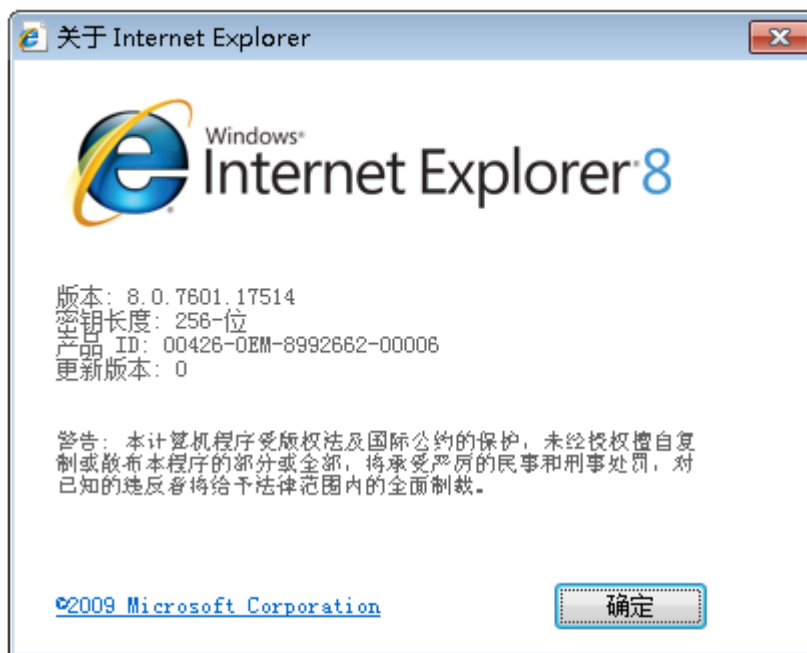 关于 Internet Explorer
Windows®
Internet Explorer®8
版本: 8.0.7601.17514
密钥长度: 256-位
产品 ID: 00426-OEM-8992662-00006
更新版本: 0
警告: 本计算机程序受版权法及国际公约的保护，未经授权擅自复
制或散布本程序的部分或全部，将承受严厉的民事和刑事处罚，对
已知的违反者将给予法律范围内的全面制裁。
©2009 Microsoft Corporation
确定